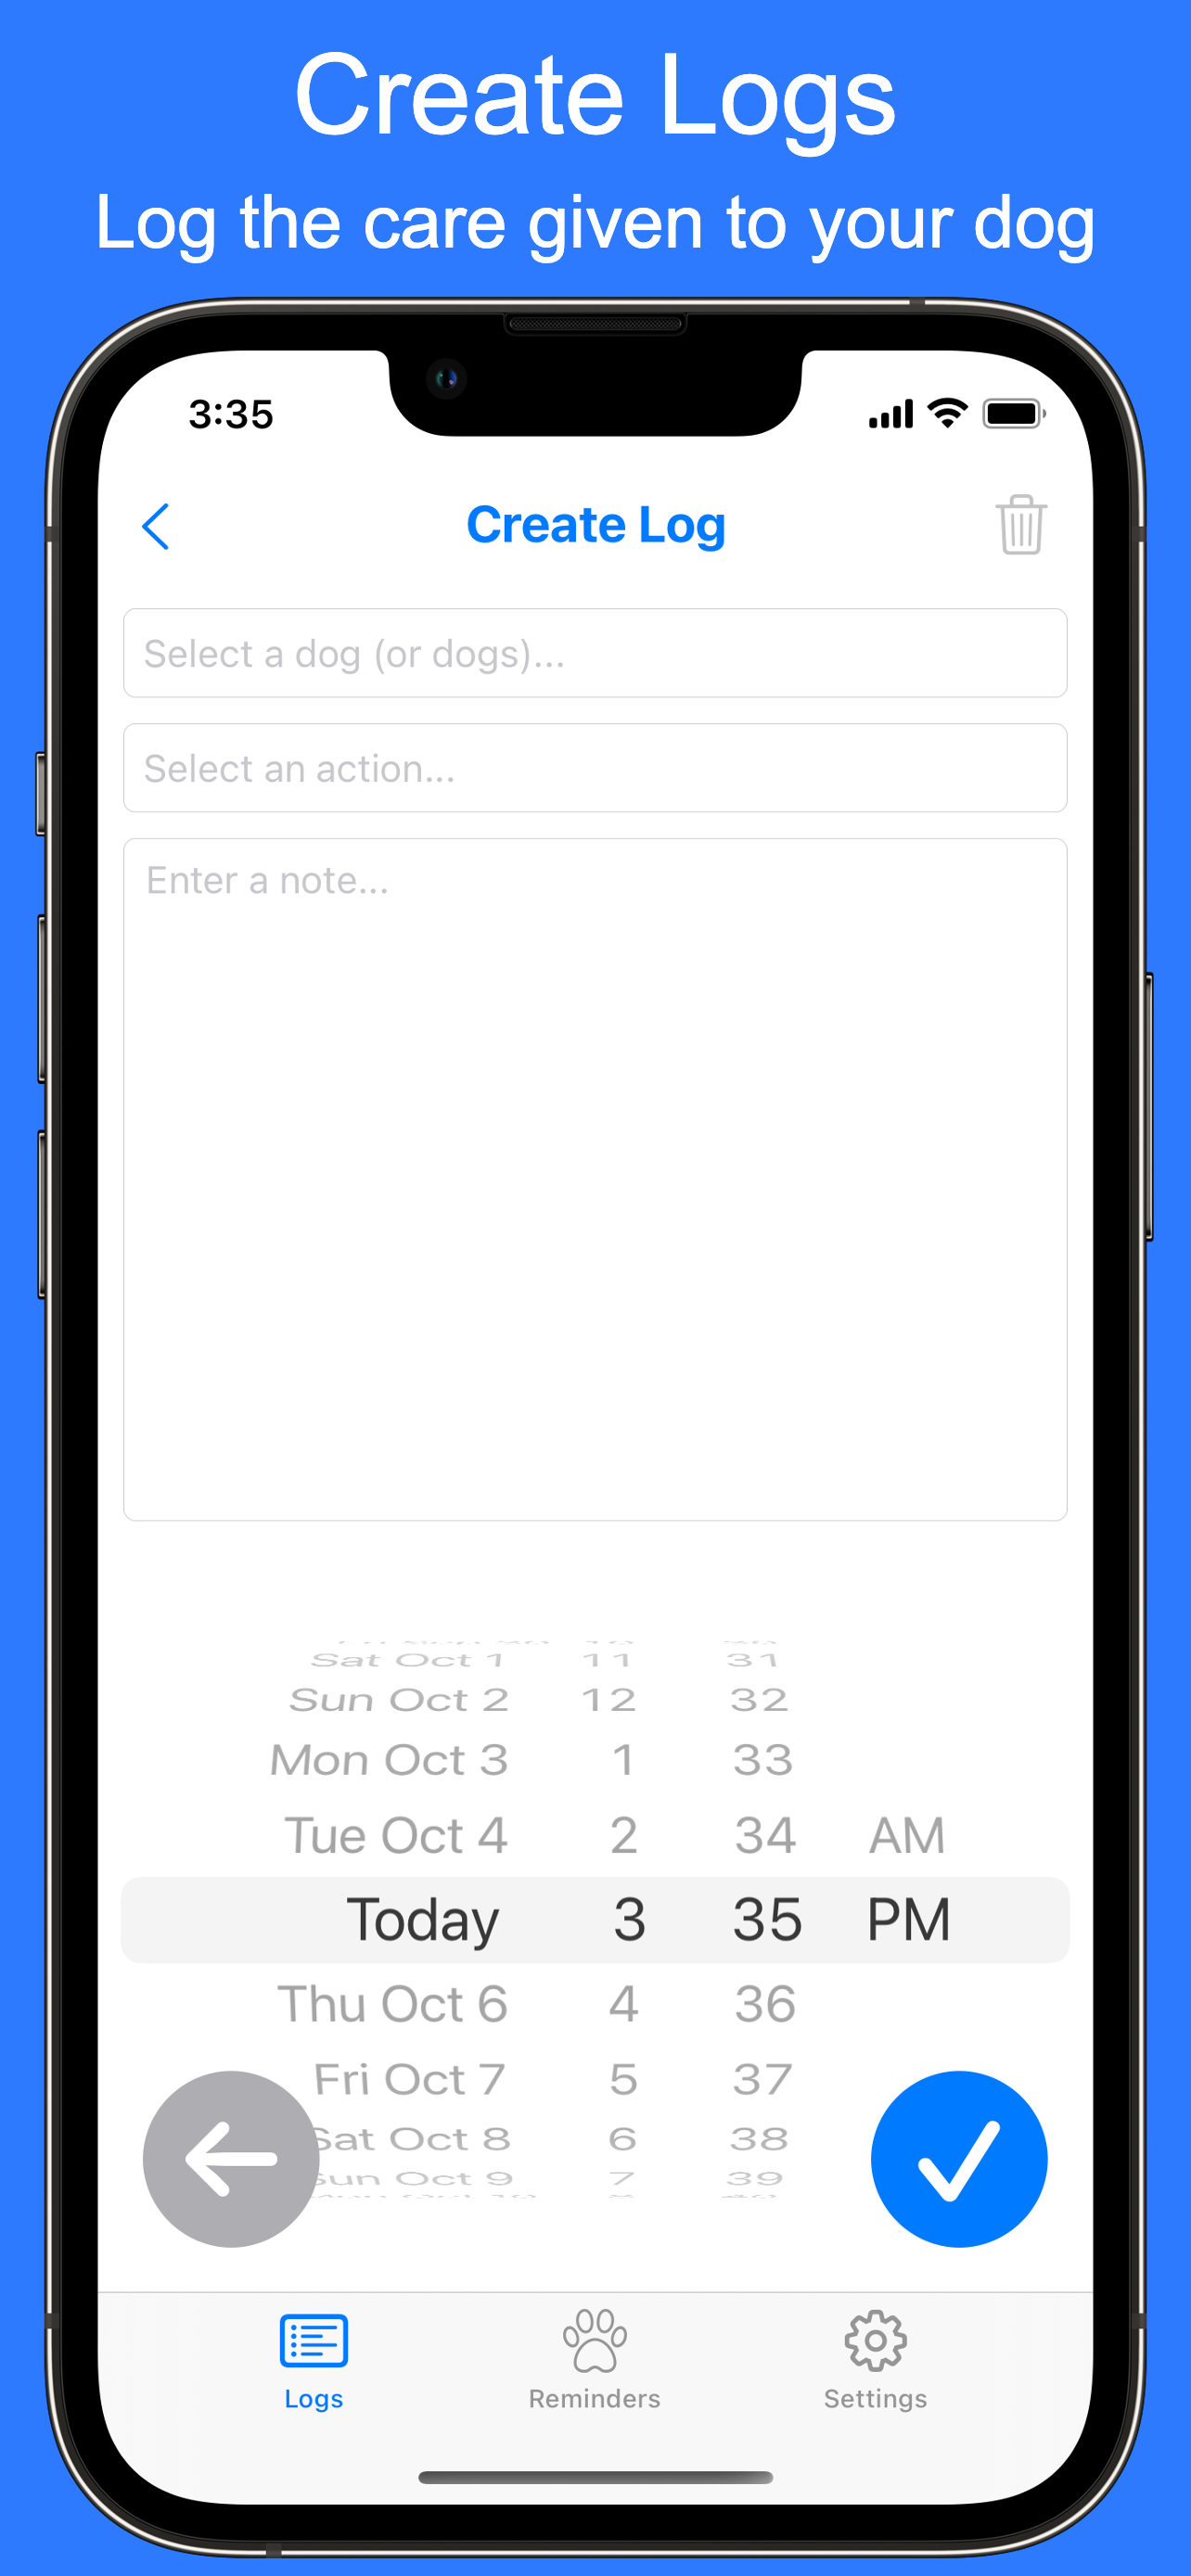 Create Logs
Log the care given to your dog
3:35
Create Log
Select a dog (or dogs)...
Select an action...
Enter a note...
Sat Oct 1 11 31
Sun Oct 2 12 32
Mon Oct 3 1 33
Tue Oct 4 2 34 AM
Today 3 35 PM
Thu Oct 6 4 36
Fri Oct 7 5 37
Sat Oct 8 6 38
Sun Oct 9 7 39
Logs Reminders Settings